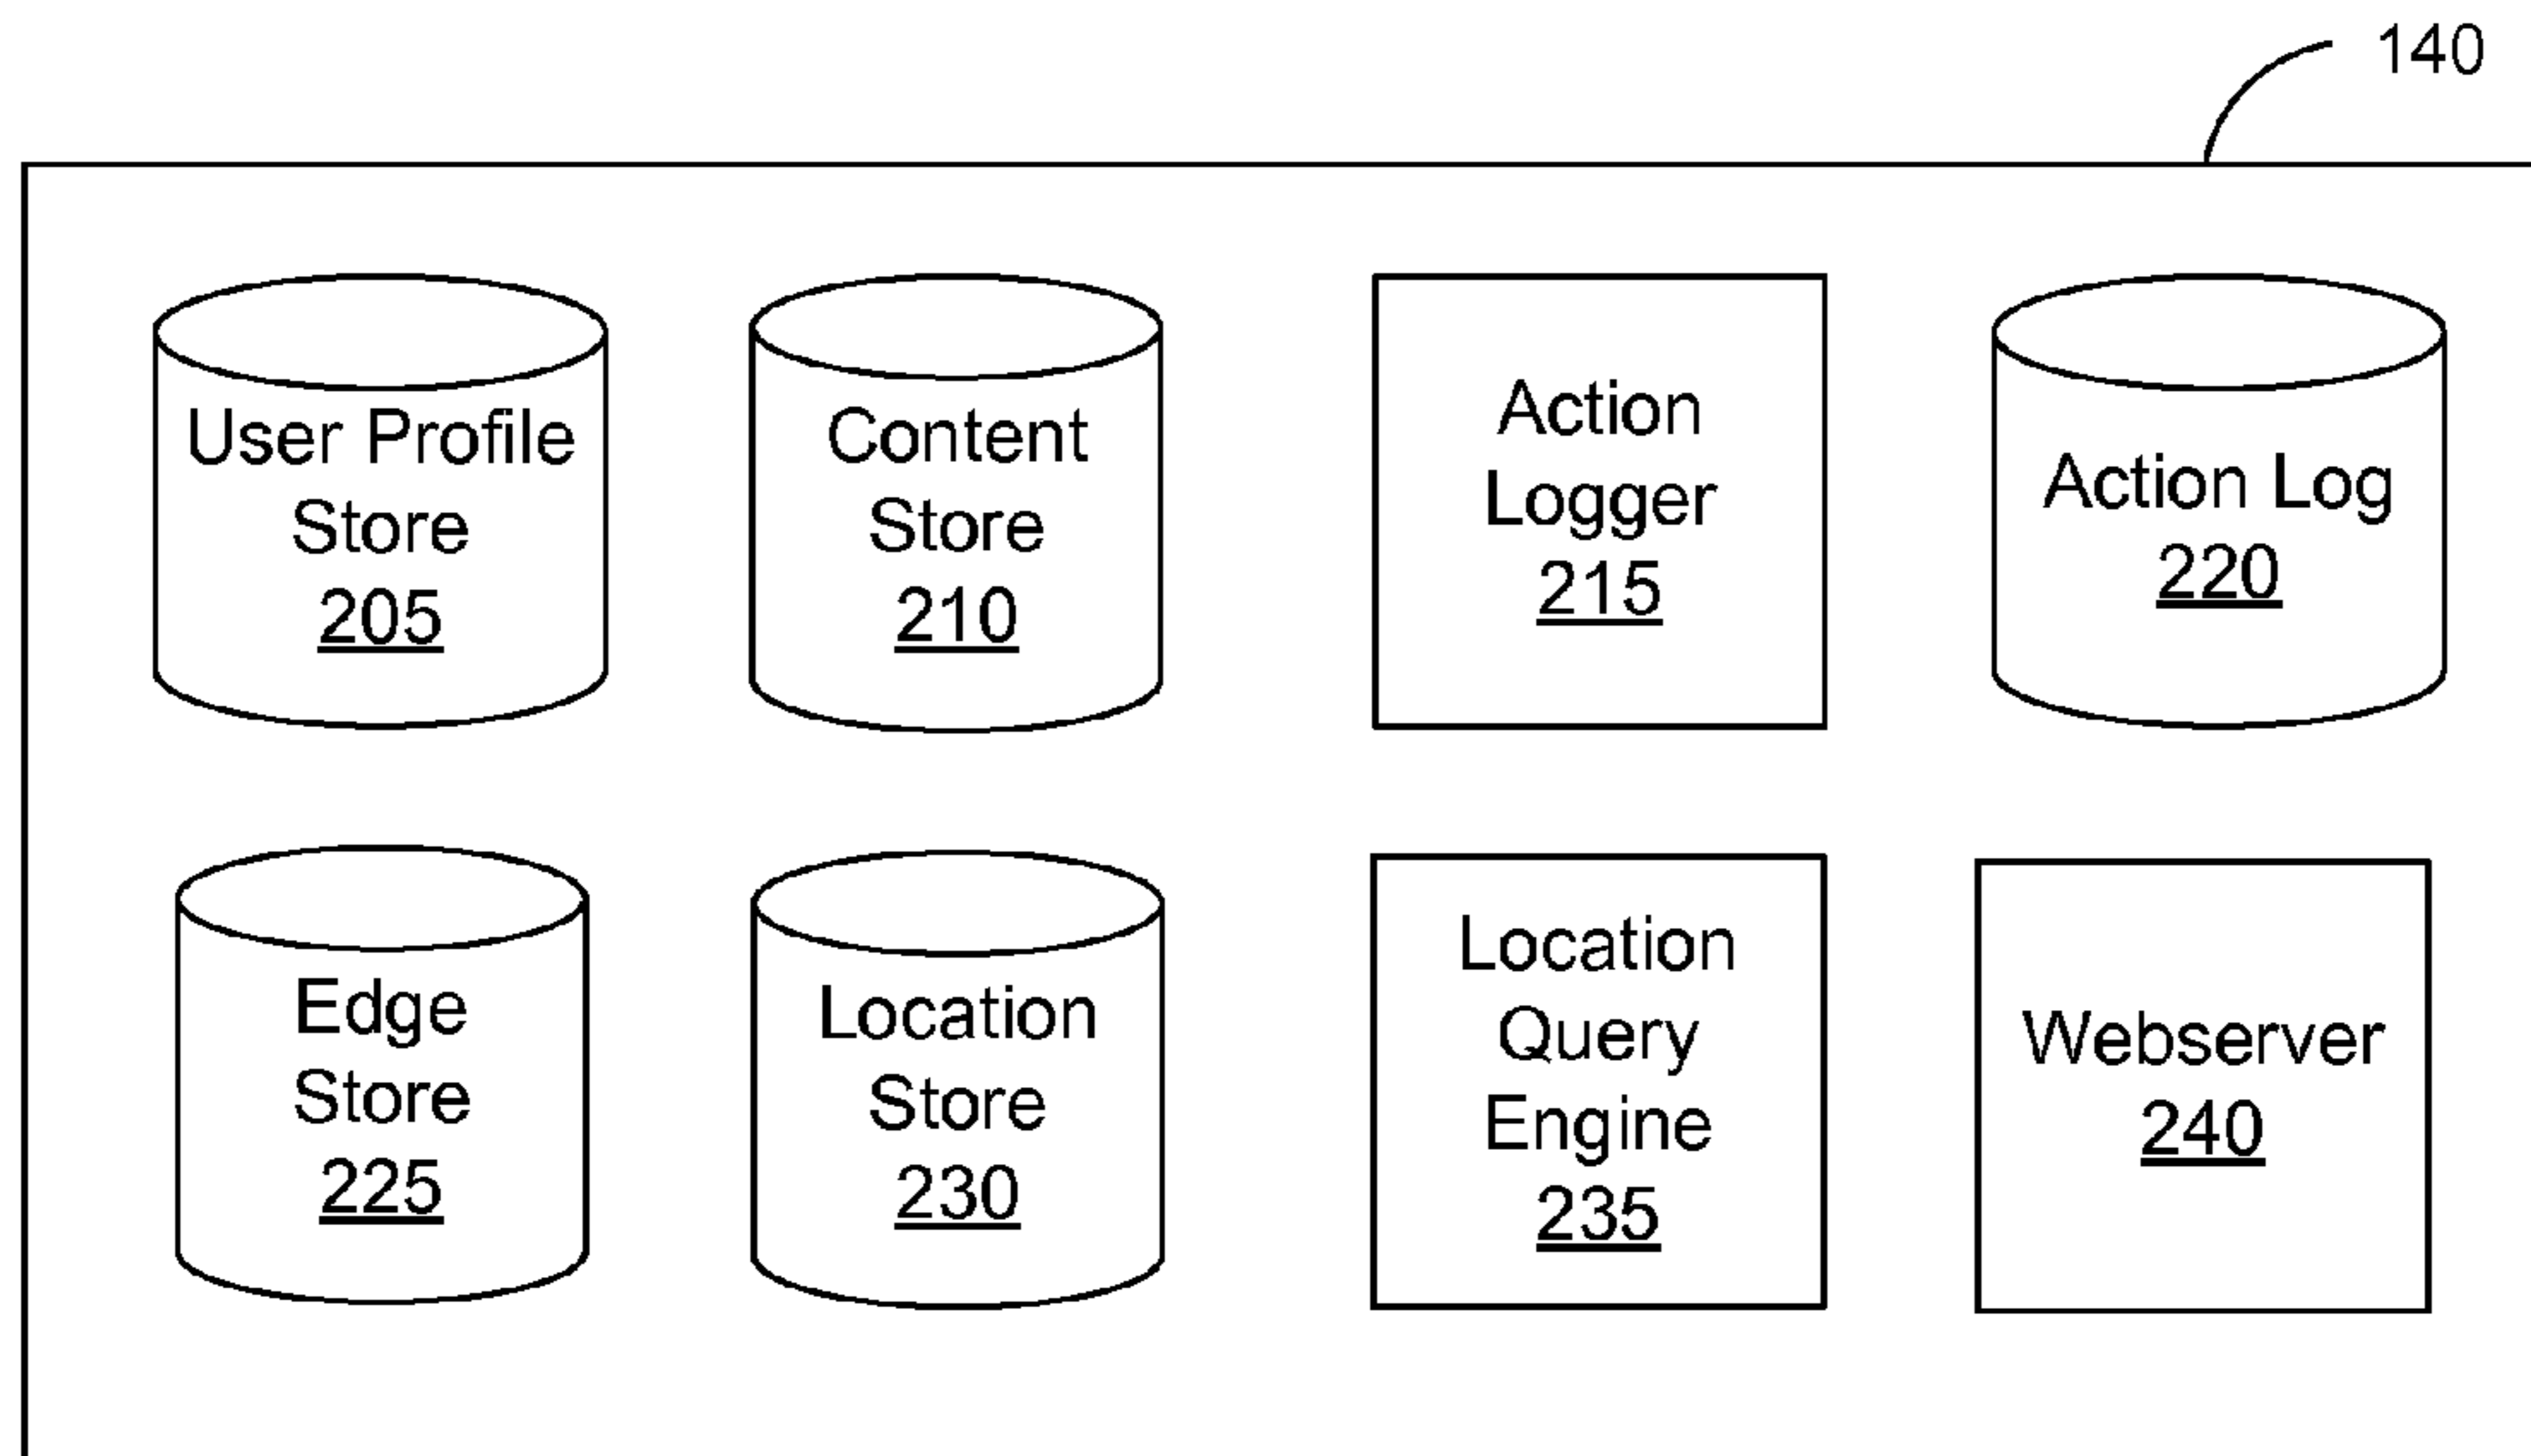 140
User Profile
Store
205
Content
Store
210
Action
Logger
215
Action Log
220
Edge
Store
225
Location
Store
230
Location
Query
Engine
235
Webserver
240